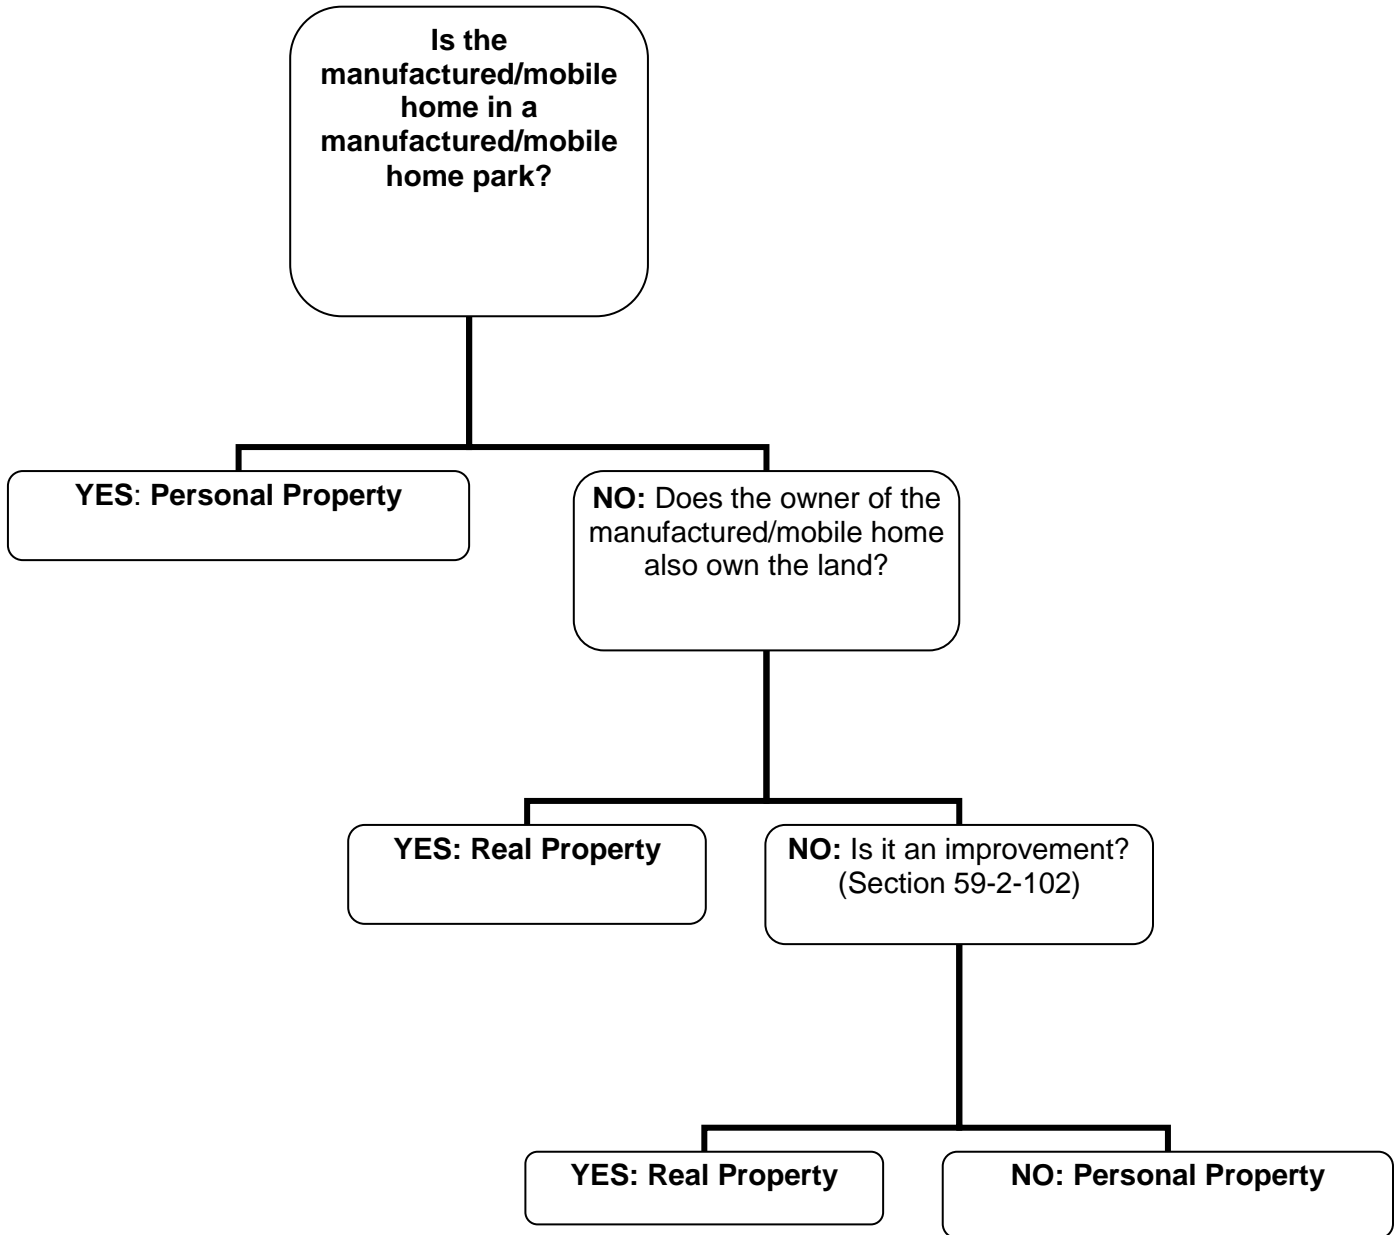 Is the
manufactured/mobile
home in a
manufactured/mobile
home park?
YES: Personal Property
NO: Does the owner of the
manufactured/mobile home
also own the land?
YES: Real Property
NO: Is it an improvement?
(Section 59-2-102)
YES: Real Property
NO: Personal Property